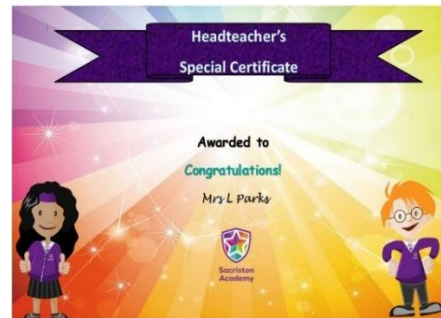 Headteacher's
Special Certificate
Awarded to
Congratulations!
Mrs L Parks
Sacriston
Academy